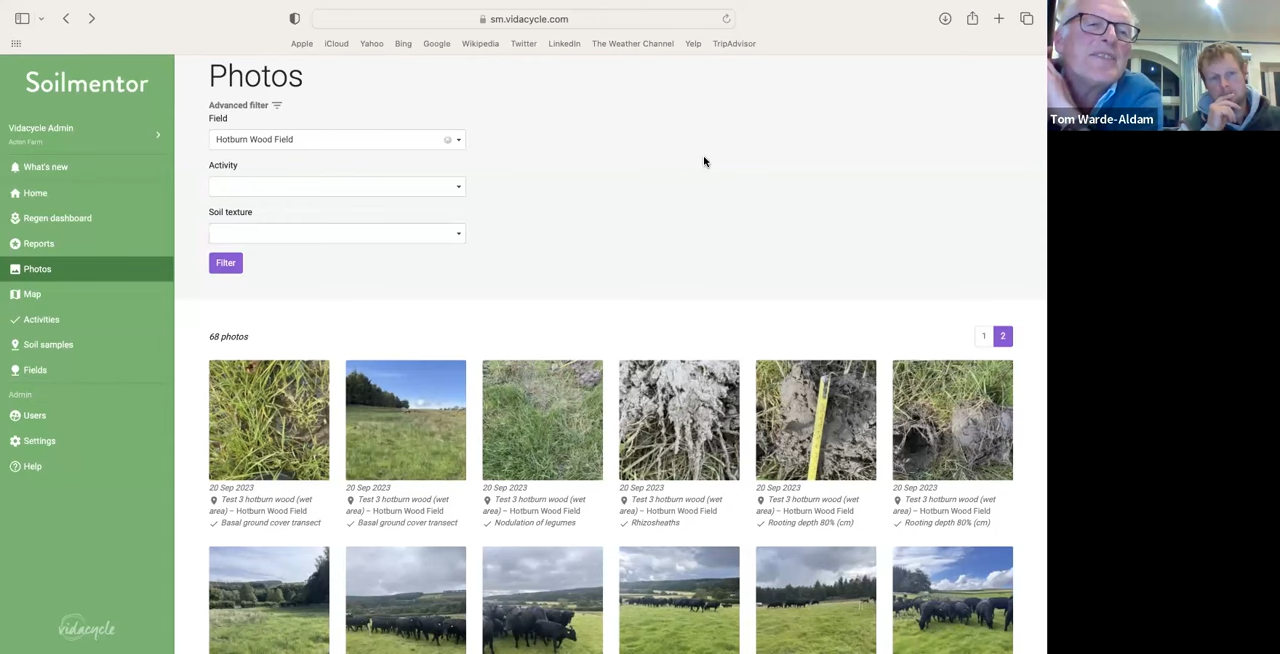 sm.vidacycle.com
Apple iCloud Yahoo Bing Google Wikipedia Twitter LinkedIn The Weather Channel Yelp TripAdvisor
Soilmentor
Vidacycle Admin
Acton Farm
What's new
Home
Regen dashboard
Reports
Photos
Map
Activities
Soil samples
Fields
Admin
Users
Settings
Help
vidacycle
Photos
Advanced filter
Field
Hotburn Wood Field
Activity
Soil texture
Filter
68 photos
1 2
20 Sep 2023
Test 3 hotburn wood (wet
area) – Hotburn Wood Field
Basal ground cover transect
20 Sep 2023
Test 3 hotburn wood (wet
area) – Hotburn Wood Field
Basal ground cover transect
20 Sep 2023
Test 3 hotburn wood (wet
area) – Hotburn Wood Field
Nodulation of legumes
20 Sep 2023
Test 3 hotburn wood (wet
area) – Hotburn Wood Field
Rhizosheaths
20 Sep 2023
Test 3 hotburn wood (wet
area) – Hotburn Wood Field
Rooting depth 80% (cm)
20 Sep 2023
Test 3 hotburn wood (wet
area) – Hotburn Wood Field
Rooting depth 80% (cm)
Tom Warde-Aldam